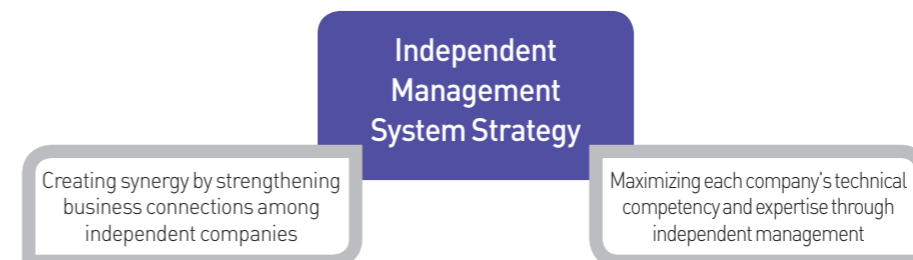 Independent
Management
System Strategy
Creating synergy by strengthening
business connections among
independent companies
Maximizing each company's technical
competency and expertise through
independent management